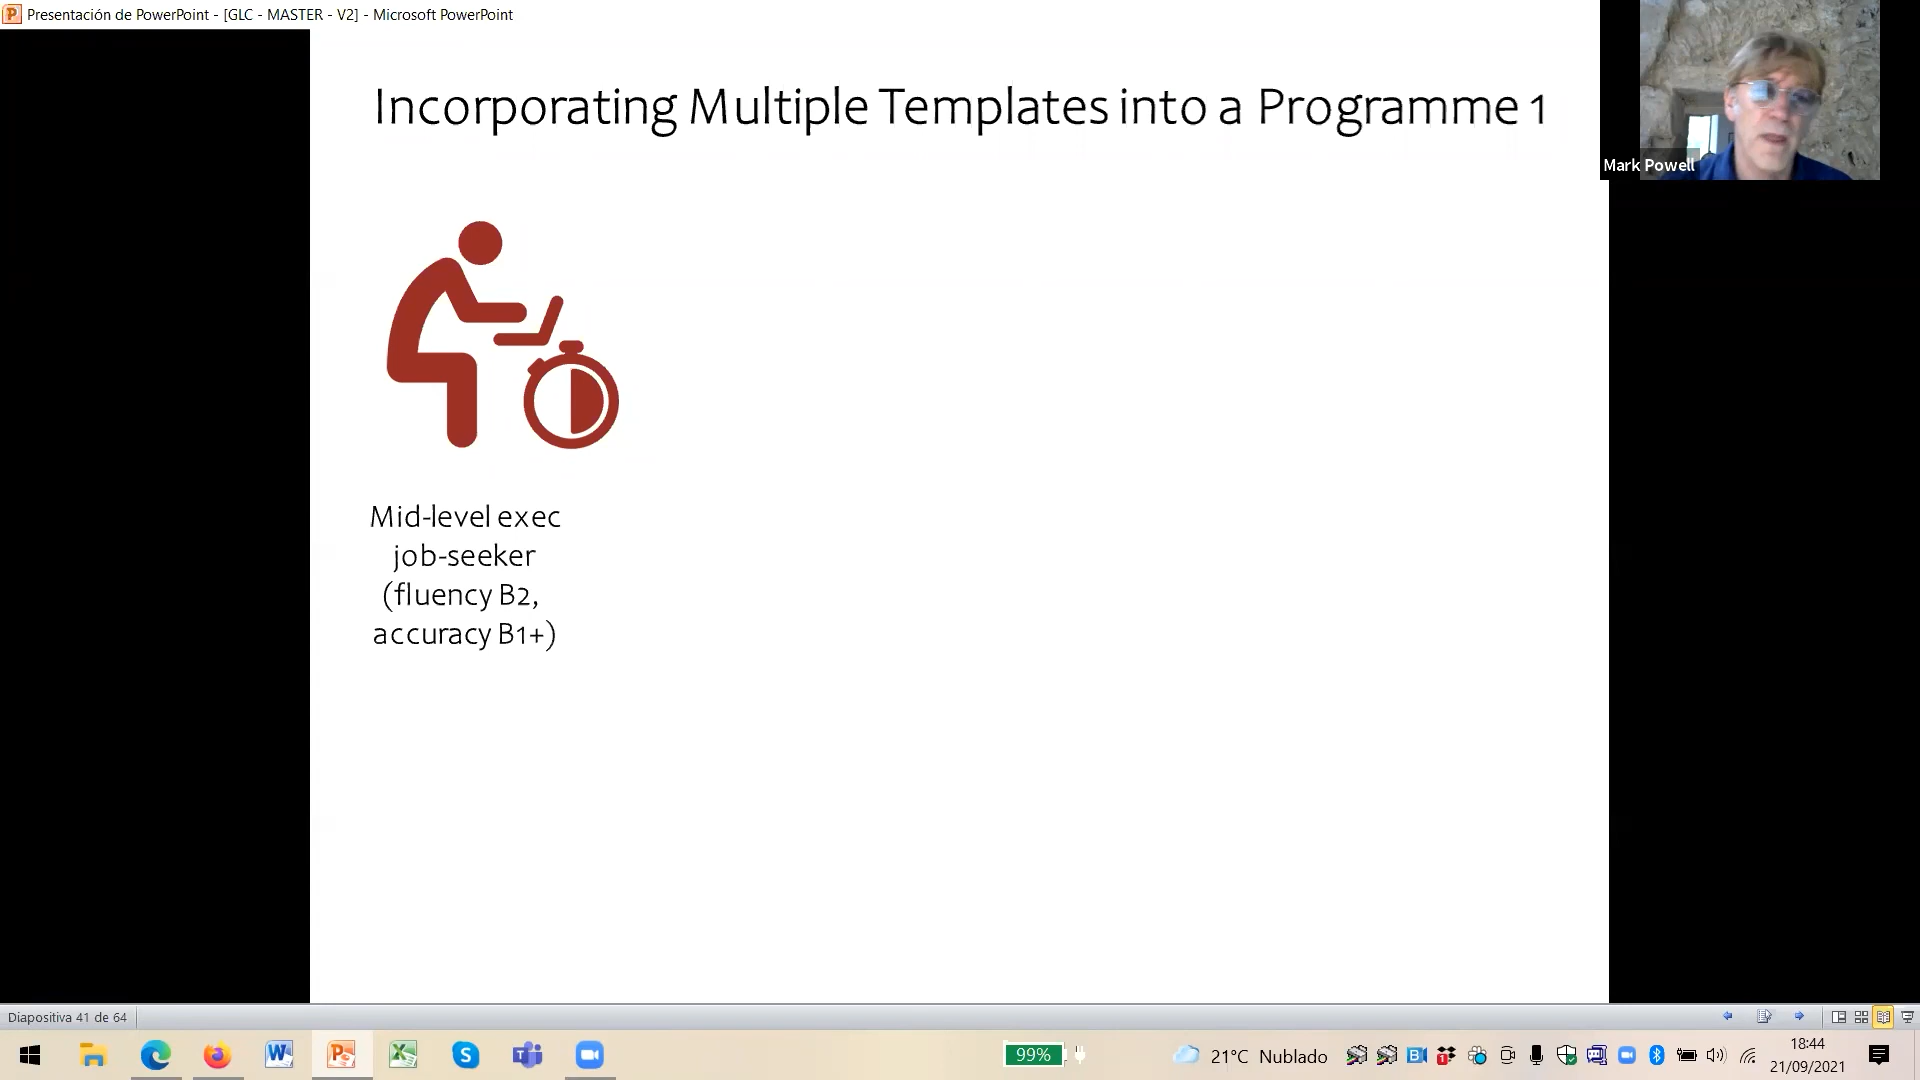 Presentación de PowerPoint - [GLC - MASTER - V2] - Microsoft PowerPoint
Incorporating Multiple Templates into a Programme 1
Mark Powell
Mid-level exec
job-seeker
(fluency B2,
accuracy B1+)
Diapositiva 41 de 64
99%
21°C Nublado
18:44
21/09/2021